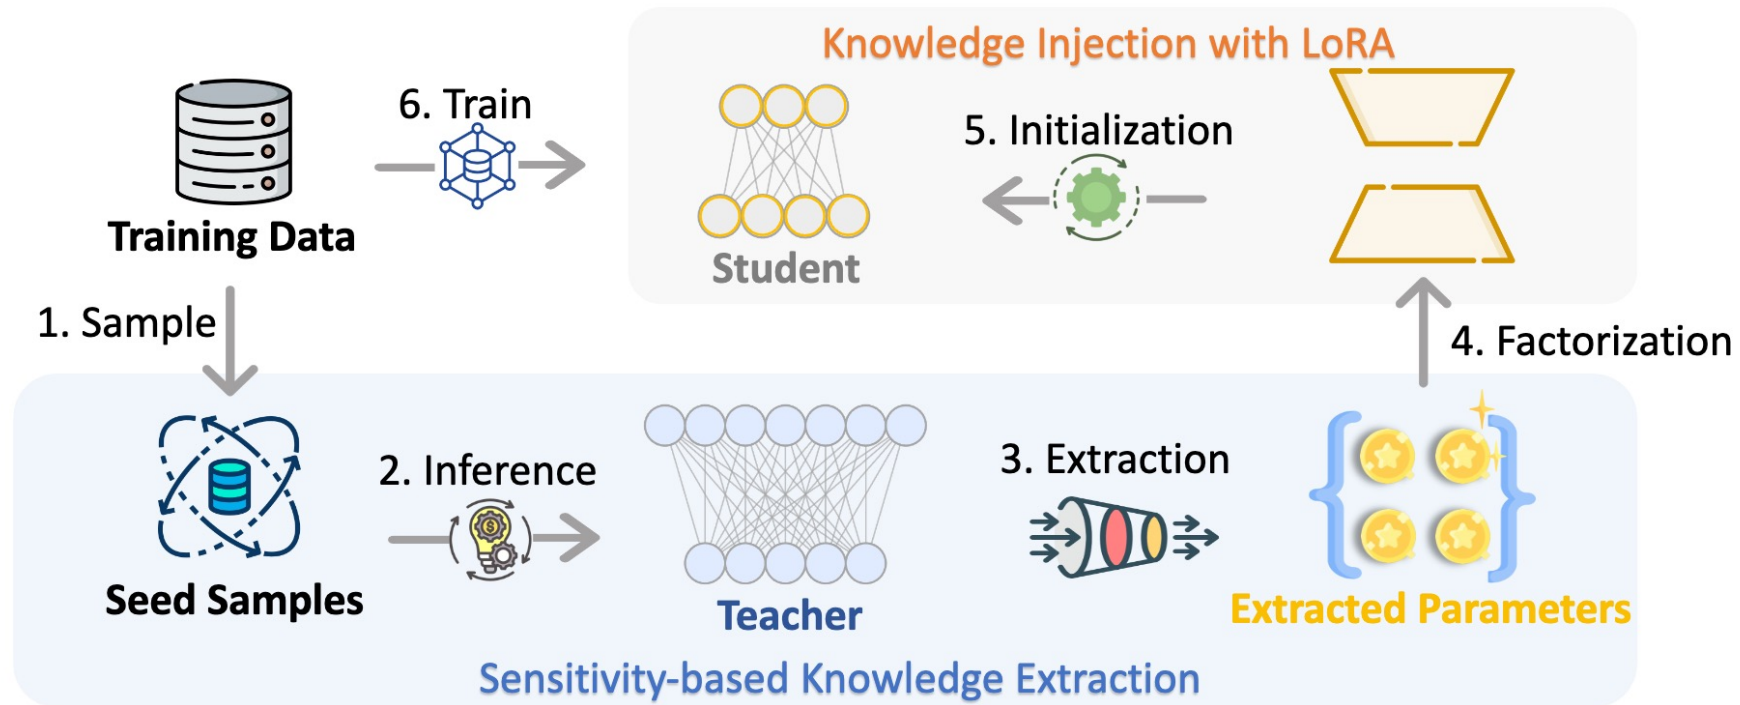 Knowledge Injection with LoRA
6. Train
5. Initialization
Training Data
Student
1. Sample
4. Factorization
2. Inference
3. Extraction
Seed Samples
Teacher
Extracted Parameters
Sensitivity-based Knowledge Extraction